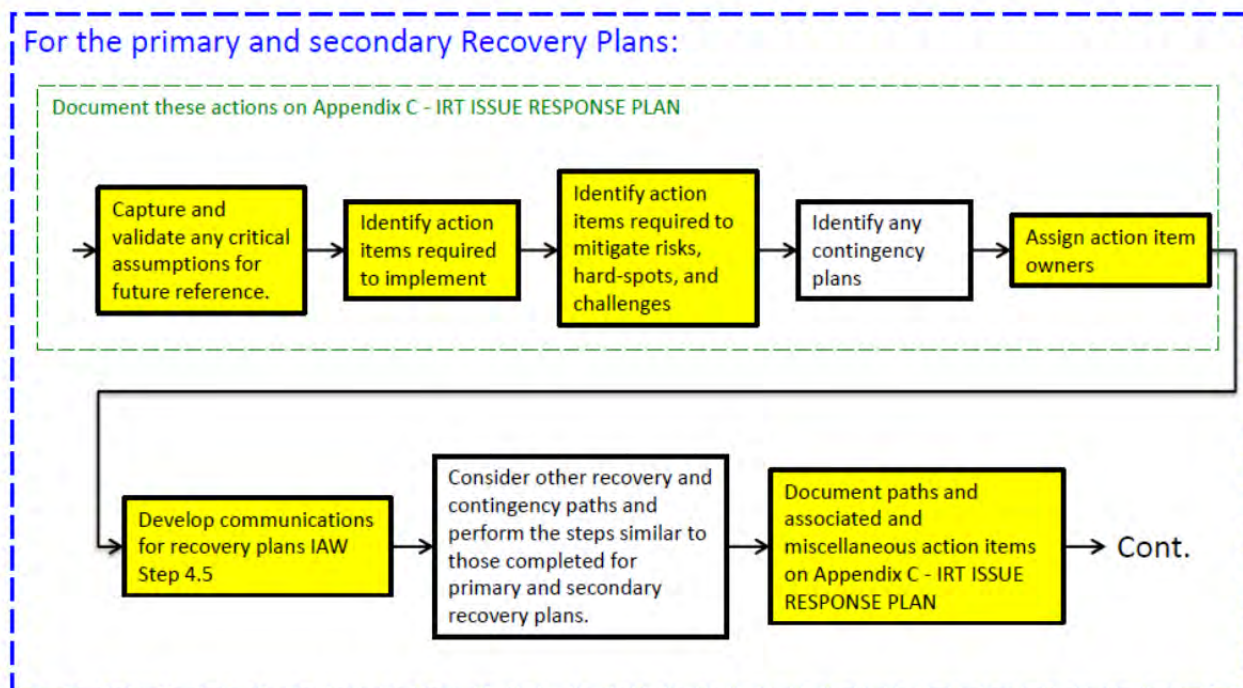 For the primary and secondary Recovery Plans:
Document these actions on Appendix C - IRT ISSUE RESPONSE PLAN
Capture and
validate any critical
assumptions for
future reference.
Identify action
items required
to implement
Identify action
items required to
mitigate risks,
hard-spots, and
challenges
Identify any
contingency
plans
Assign action item
owners
Develop communications
for recovery plans IAW
Step 4.5
Consider other recovery and
contingency paths and
perform the steps similar to
those completed for
primary and secondary
recovery plans.
Document paths and
associated and
miscellaneous action items
on Appendix C - IRT ISSUE
RESPONSE PLAN
Cont.